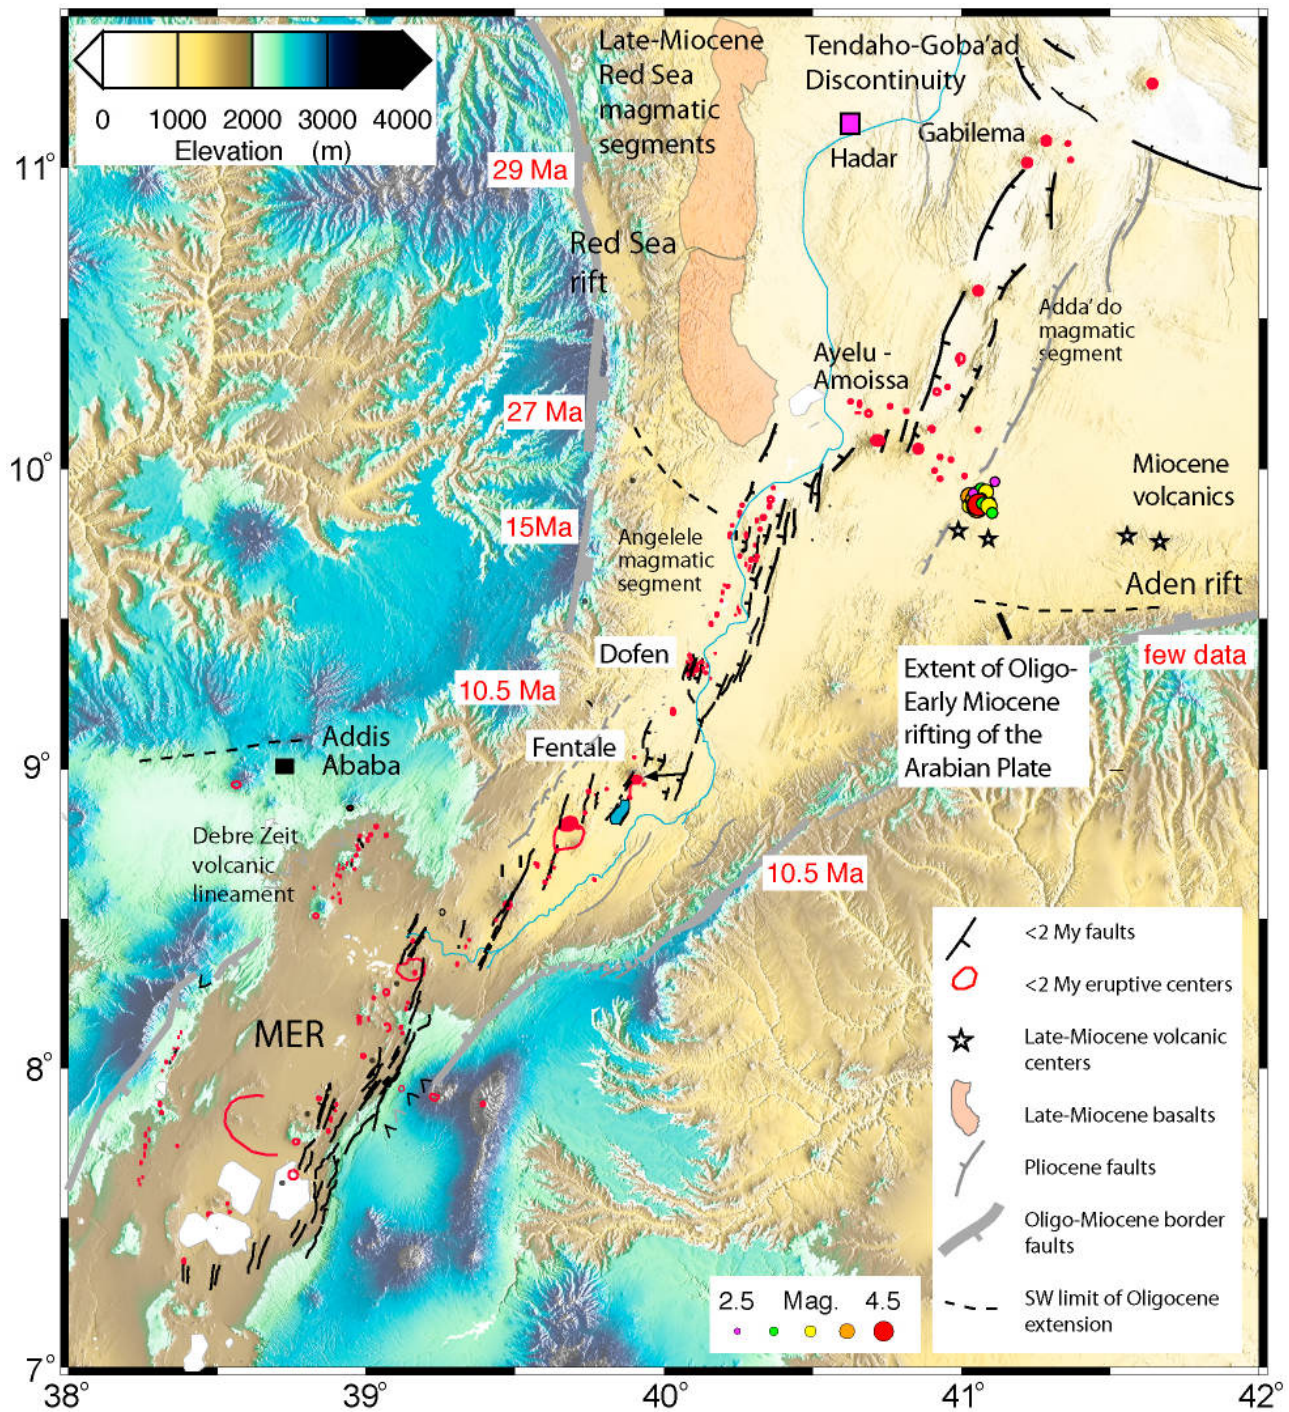 0 1000 2000 3000 4000
Elevation (m)
Late-Miocene
Red Sea
magmatic
segments
Tendaho-Goba'ad
Discontinuity
Gabilema
Hadar
29 Ma
Red Sea
rift
Adda' do
magmatic
segment
Ayelu -
Amoissa
27 Ma
Miocene
volcanics
15Ma
Angelele
magmatic
segment
Aden rift
Dofen
few data
Extent of Oligo-
Early Miocene
rifting of the
Arabian Plate
10.5 Ma
Fentale
Addis
Ababa
Debre Zeit
volcanic
lineament
10.5 Ma
MER
<2 My faults
<2 My eruptive centers
Late-Miocene volcanic
centers
Late-Miocene basalts
Pliocene faults
Oligo-Miocene border
faults
SW limit of Oligocene
extension
2.5 Mag. 4.5
11°
10°
9°
8°
7°
38° 39° 40° 41° 42°